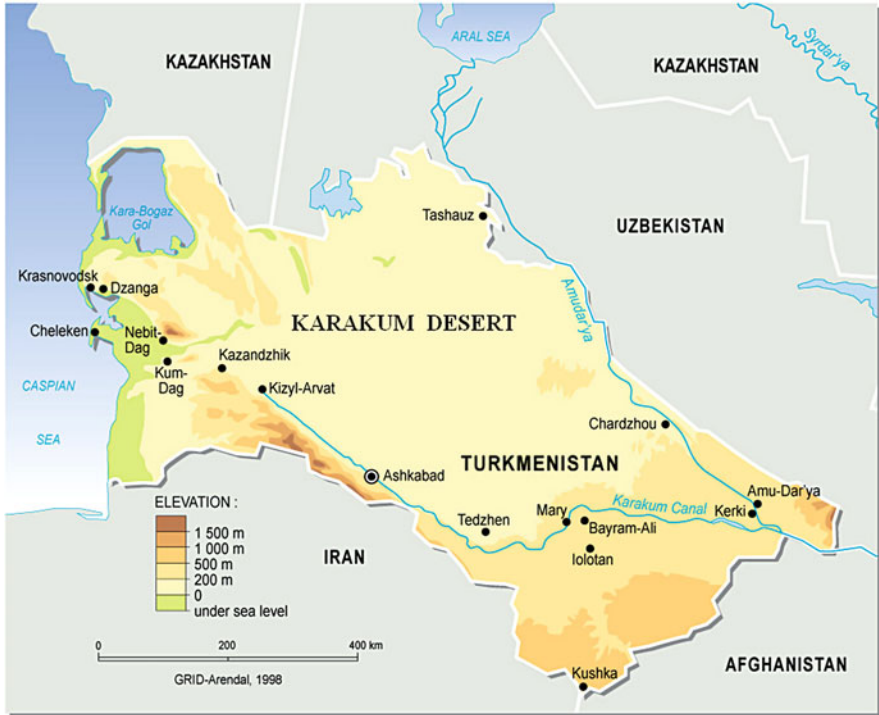 ARAL SEA
Syrdar'ya
KAZAKHSTAN
KAZAKHSTAN
Kara-Bogaz
Gol
Tashauz
UZBEKISTAN
Krasnovodsk
Dzanga
Amudar'ya
KARAKUM DESERT
Cheleken
Nebit-
Dag
Kazandzhik
Kum-
Dag
Kizyl-Arvat
CASPIAN
SEA
Chardzhou
TURKMENISTAN
Ashkabad
ELEVATION :
1 500 m
1 000 m
500 m
200 m
0
under sea level
Tedzhen
Mary
Bayram-Ali
Iolotan
Karakum Canal
Amu-Dar'ya
Kerki
IRAN
0 200 400 km
GRID-Arendal, 1998
Kushka
AFGHANISTAN